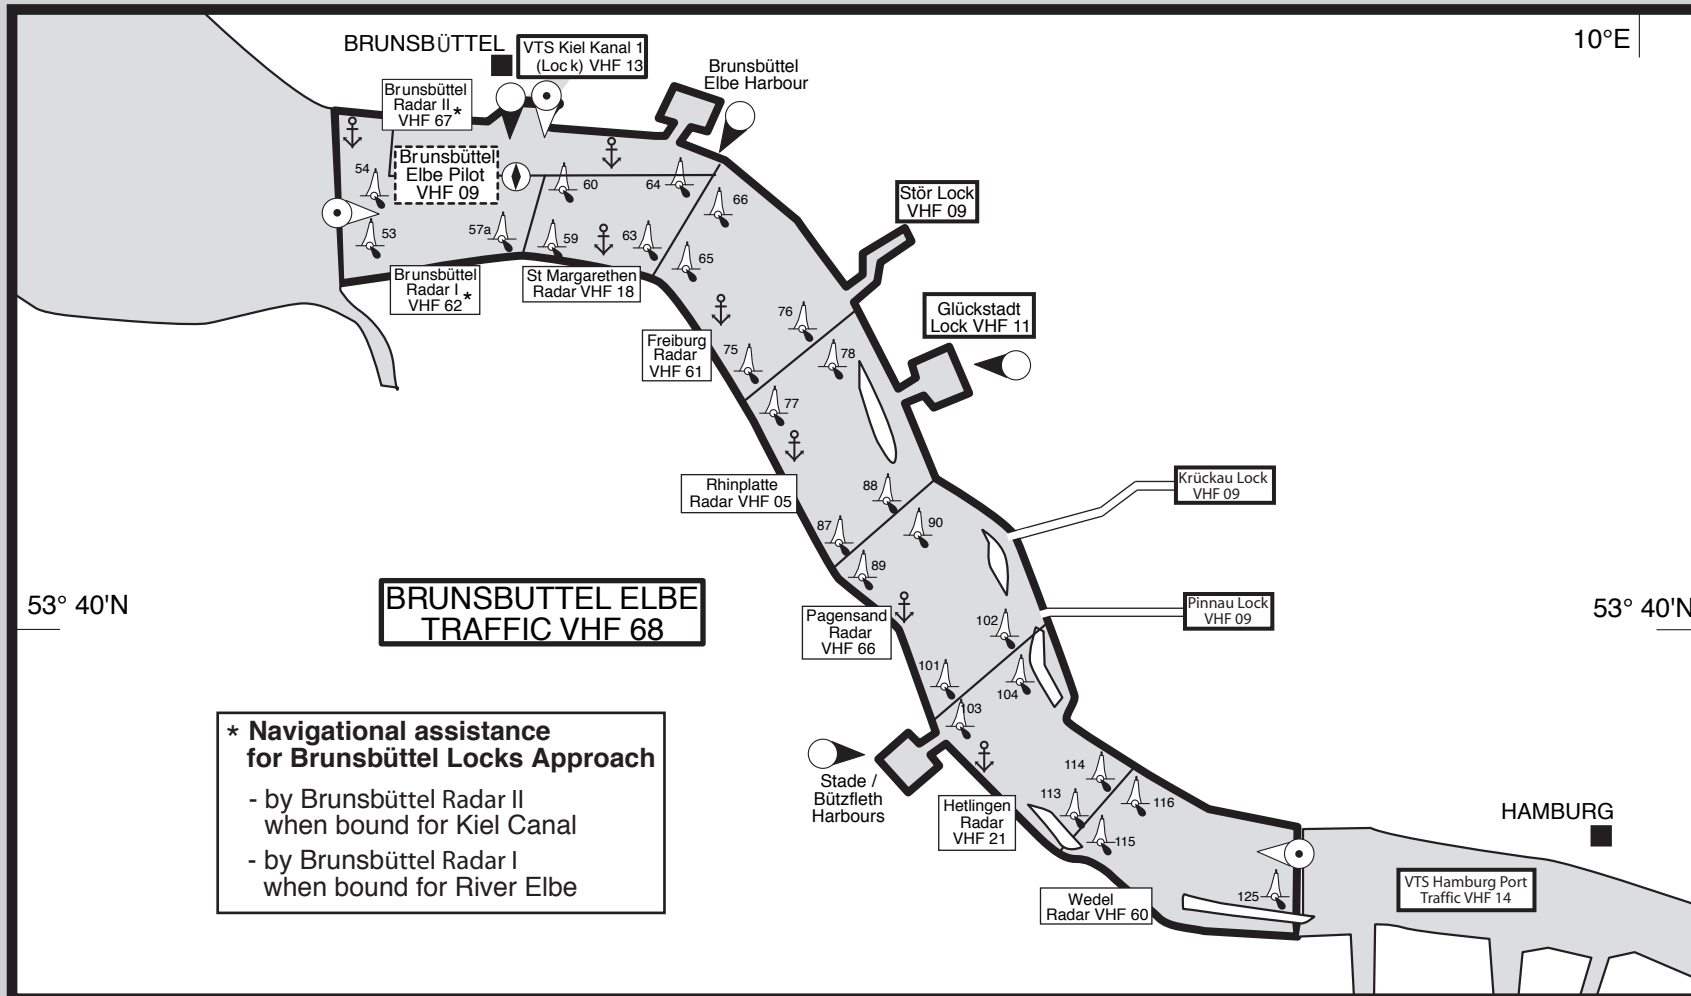 10°E
BRUNSBÜTTEL
VTS Kiel Kanal 1
(Lock) VHF 13
Brunsbüttel
Elbe Harbour
Brunsbüttel
Radar II
VHF 67*
Brunsbüttel
Elbe Pilot
VHF 09
54
53
57a
60
59
64
63
66
65
Brunsbüttel
Radar I
VHF 62*
St Margarethen
Radar VHF 18
Stör Lock
VHF 09
Glückstadt
Lock VHF 11
76
75
78
77
Freiburg
Radar
VHF 61
Rhinplatte
Radar VHF 05
88
87
90
89
Krückau Lock
VHF 09
53° 40'N
BRUNSBUTTEL ELBE
TRAFFIC VHF 68
Pagensand
Radar
VHF 66
102
101
104
103
Pinnau Lock
VHF 09
53° 40'N
* Navigational assistance
for Brunsbüttel Locks Approach
- by Brunsbüttel Radar II
when bound for Kiel Canal
- by Brunsbüttel Radar I
when bound for River Elbe
Stade /
Bützfleth
Harbours
Hetlingen
Radar
VHF 21
114
113
116
115
Wedel
Radar VHF 60
125
HAMBURG
VTS Hamburg Port
Traffic VHF 14